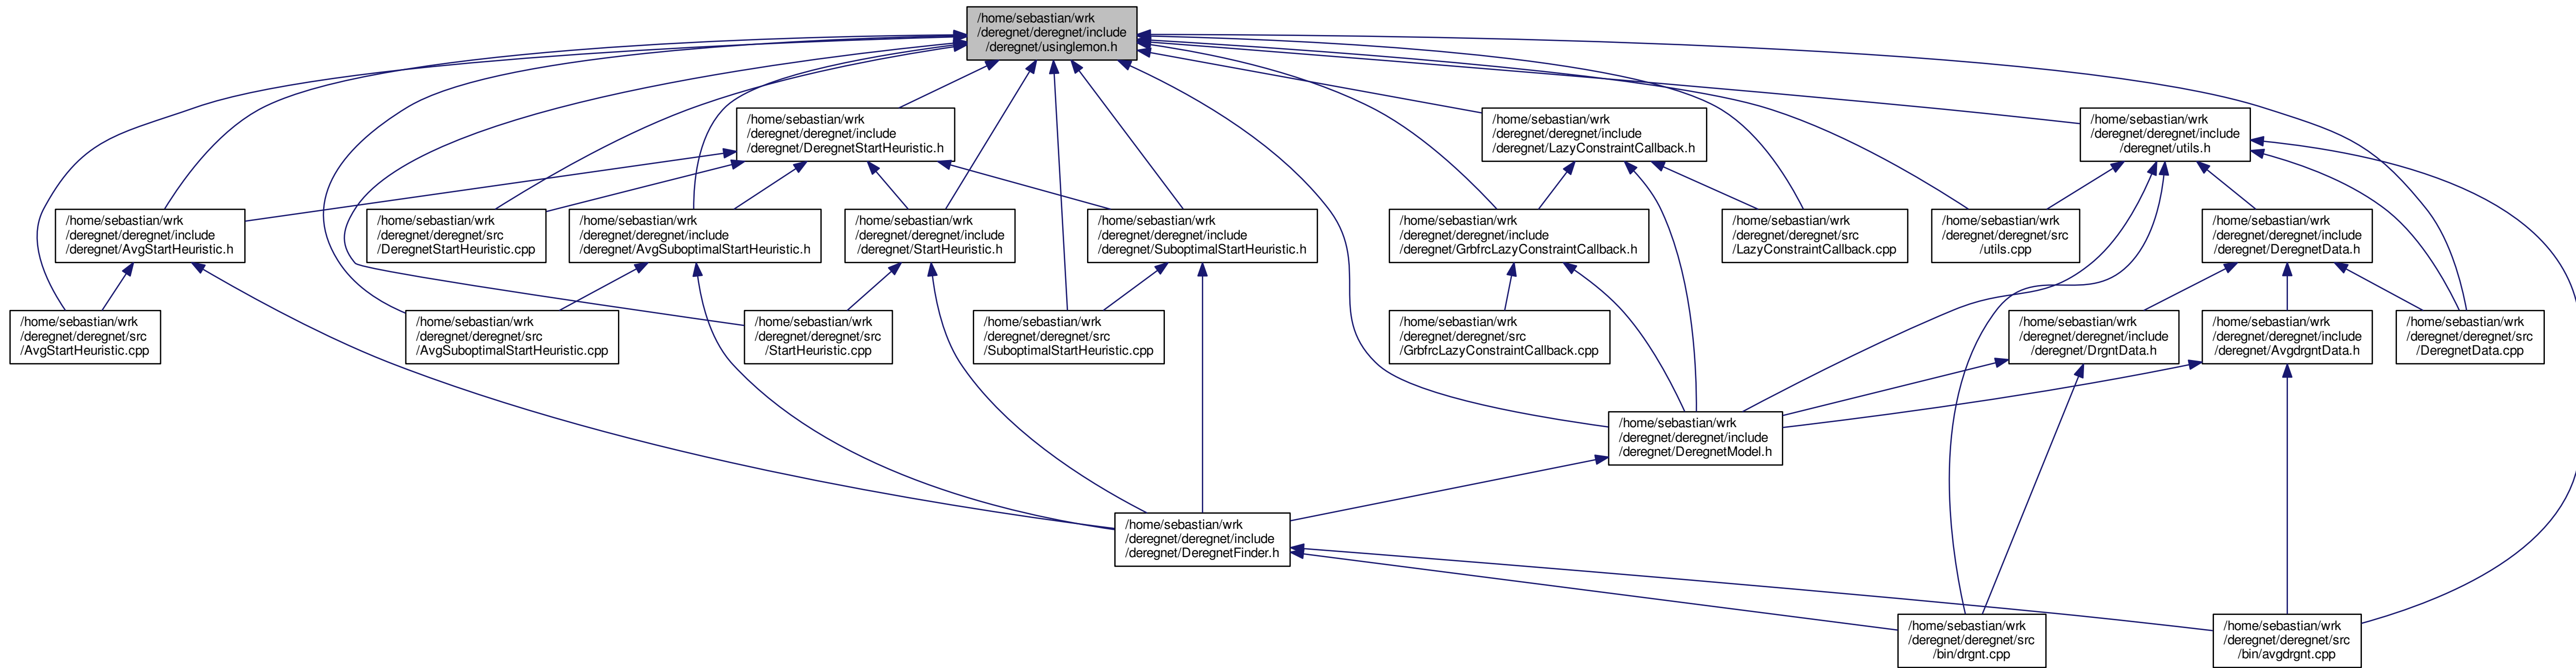 /home/sebastian/wrk
/deregnet/deregnet/include
/deregnet/usinglemon.h
/home/sebastian/wrk
/deregnet/deregnet/include
/deregnet/DeregnetStartHeuristic.h
/home/sebastian/wrk
/deregnet/deregnet/include
/deregnet/LazyConstraintCallback.h
/home/sebastian/wrk
/deregnet/deregnet/include
/deregnet/utils.h
/home/sebastian/wrk
/deregnet/deregnet/include
/deregnet/AvgStartHeuristic.h
/home/sebastian/wrk
/deregnet/deregnet/src
/DeregnetStartHeuristic.cpp
/home/sebastian/wrk
/deregnet/deregnet/include
/deregnet/AvgSuboptimalStartHeuristic.h
/home/sebastian/wrk
/deregnet/deregnet/include
/deregnet/StartHeuristic.h
/home/sebastian/wrk
/deregnet/deregnet/include
/deregnet/SuboptimalStartHeuristic.h
/home/sebastian/wrk
/deregnet/deregnet/include
/deregnet/GrbfrcLazyConstraintCallback.h
/home/sebastian/wrk
/deregnet/deregnet/src
/LazyConstraintCallback.cpp
/home/sebastian/wrk
/deregnet/deregnet/src
/utils.cpp
/home/sebastian/wrk
/deregnet/deregnet/include
/deregnet/DeregnetData.h
/home/sebastian/wrk
/deregnet/deregnet/src
/AvgStartHeuristic.cpp
/home/sebastian/wrk
/deregnet/deregnet/src
/AvgSuboptimalStartHeuristic.cpp
/home/sebastian/wrk
/deregnet/deregnet/src
/StartHeuristic.cpp
/home/sebastian/wrk
/deregnet/deregnet/src
/SuboptimalStartHeuristic.cpp
/home/sebastian/wrk
/deregnet/deregnet/src
/GrbfrcLazyConstraintCallback.cpp
/home/sebastian/wrk
/deregnet/deregnet/include
/deregnet/DrgntData.h
/home/sebastian/wrk
/deregnet/deregnet/include
/deregnet/AvgdrgntData.h
/home/sebastian/wrk
/deregnet/deregnet/src
/DeregnetData.cpp
/home/sebastian/wrk
/deregnet/deregnet/include
/deregnet/DeregnetModel.h
/home/sebastian/wrk
/deregnet/deregnet/include
/deregnet/DeregnetFinder.h
/home/sebastian/wrk
/deregnet/deregnet/src
/bin/drgnt.cpp
/home/sebastian/wrk
/deregnet/deregnet/src
/bin/avgdrgnt.cpp